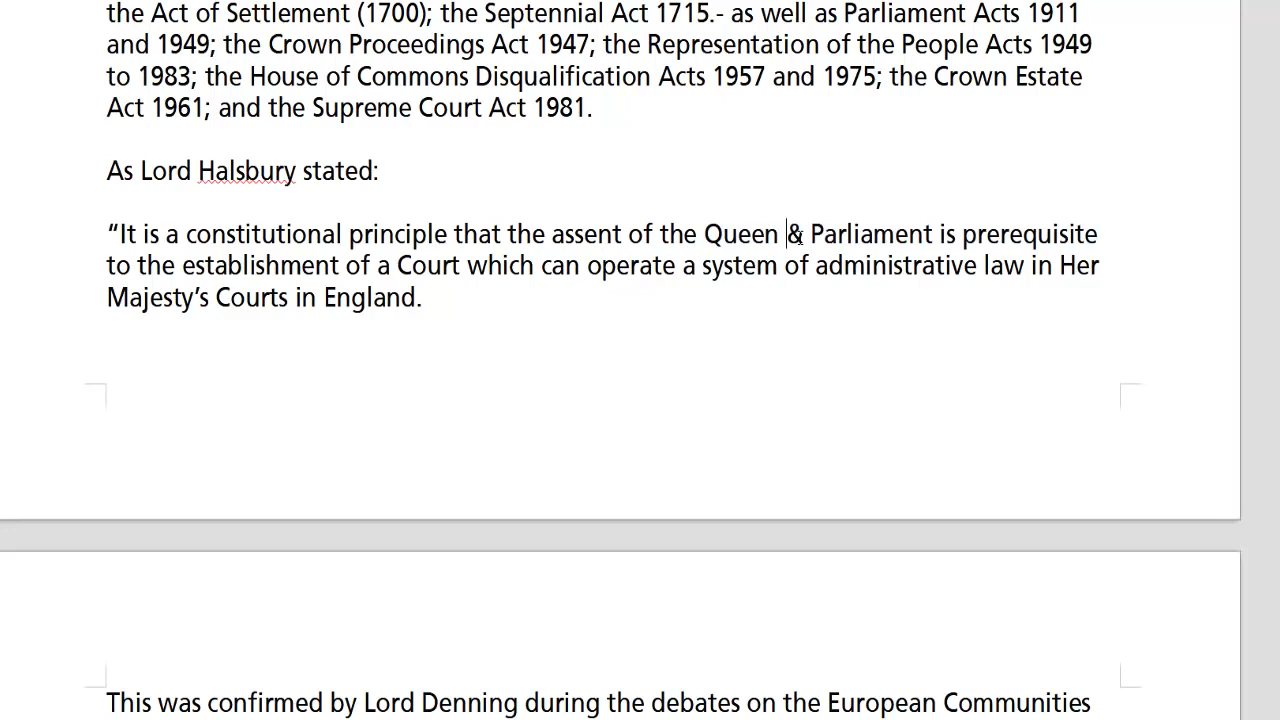 the Act of Settlement (1700); the Septennial Act 1715.- as well as Parliament Acts 1911
and 1949; the Crown Proceedings Act 1947; the Representation of the People Acts 1949
to 1983; the House of Commons Disqualification Acts 1957 and 1975; the Crown Estate
Act 1961; and the Supreme Court Act 1981.
As Lord Halsbury stated:
“It is a constitutional principle that the assent of the Queen & Parliament is prerequisite
to the establishment of a Court which can operate a system of administrative law in Her
Majesty’s Courts in England.
This was confirmed by Lord Denning during the debates on the European Communities